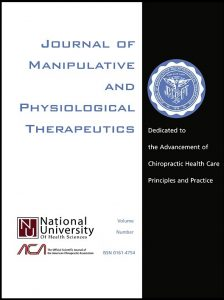 JOURNAL OF
MANIPULATIVE
AND
PHYSIOLOGICAL
THERAPEUTICS
Dedicated to
the Advancement of
Chiropractic Health Care
Principles and Practice
National
University
Of Health Sciences
Volume
Number
ACA
The Official Scientific Journal of
the American Chiropractic Association
ISSN 0161-4754